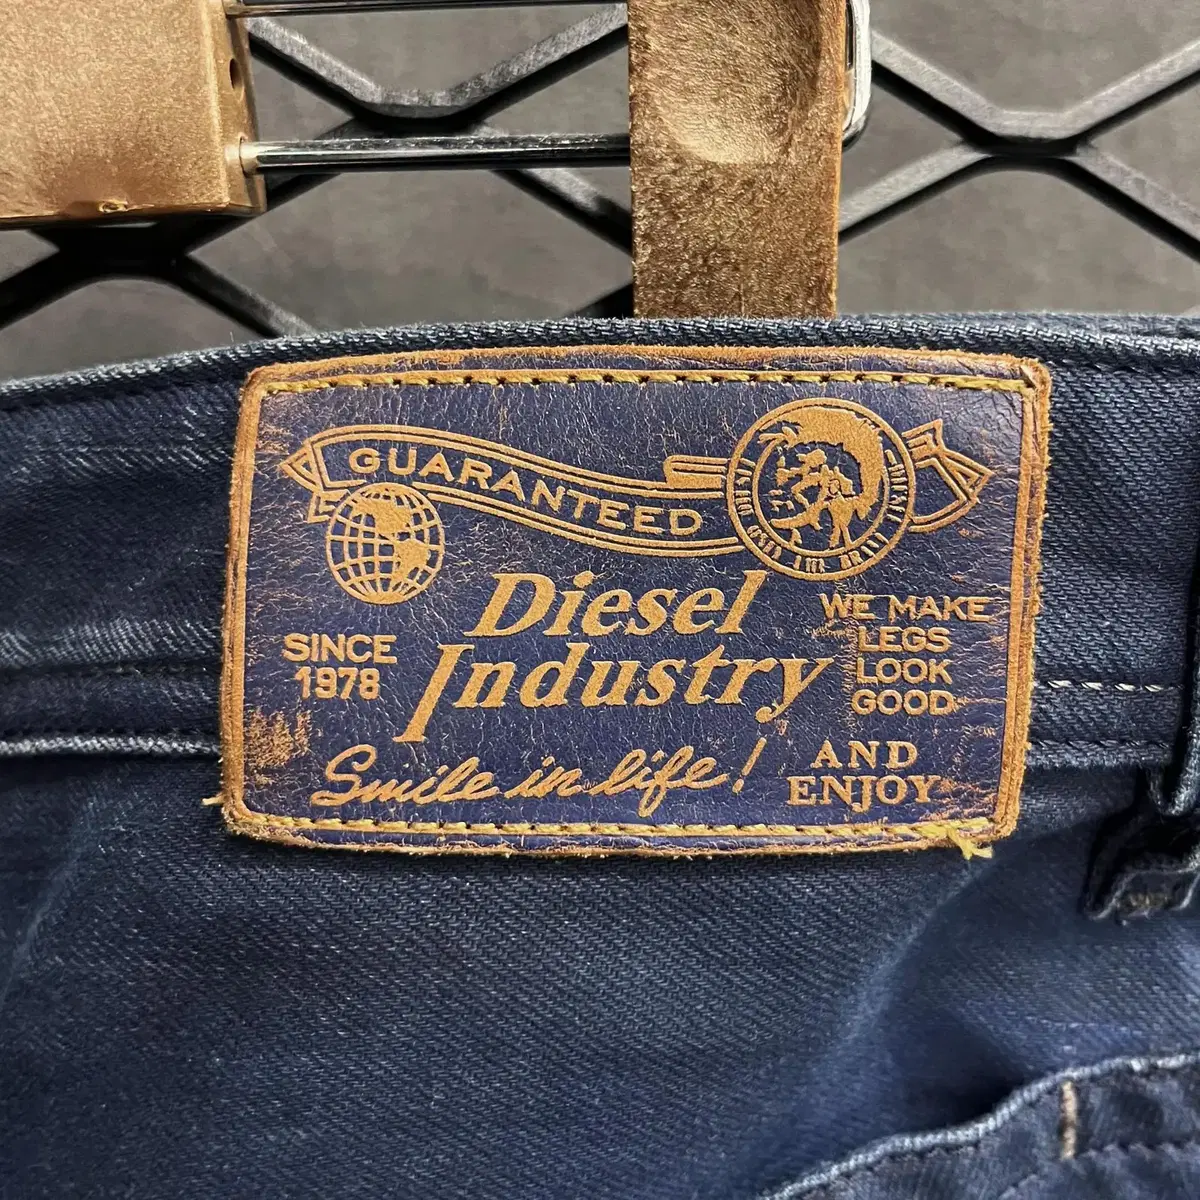 GUARANTEED
Diesel
Industry
SINCE
1978
WE MAKE
LEGS
LOOK
GOOD
Smile in life!
AND
ENJOY